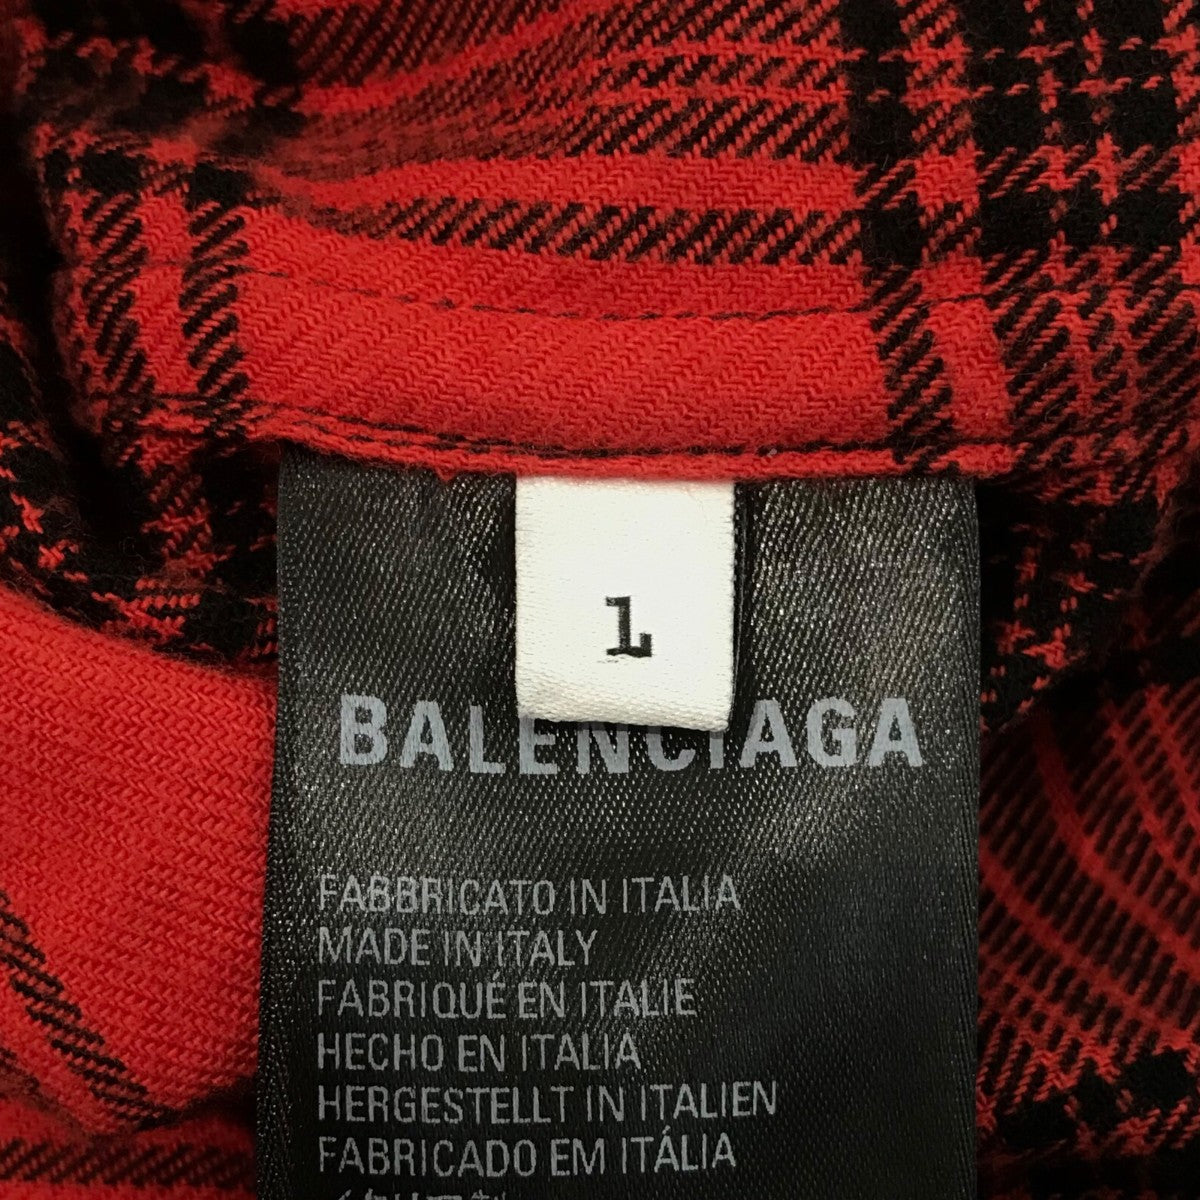 1
BALENCIAGA
FABBRICATO IN ITALIA
MADE IN ITALY
FABRIQUÉ EN ITALIE
HECHO EN ITALIA
HERGESTELLT IN ITALIEN
FABRICADO EM ITÁLIA